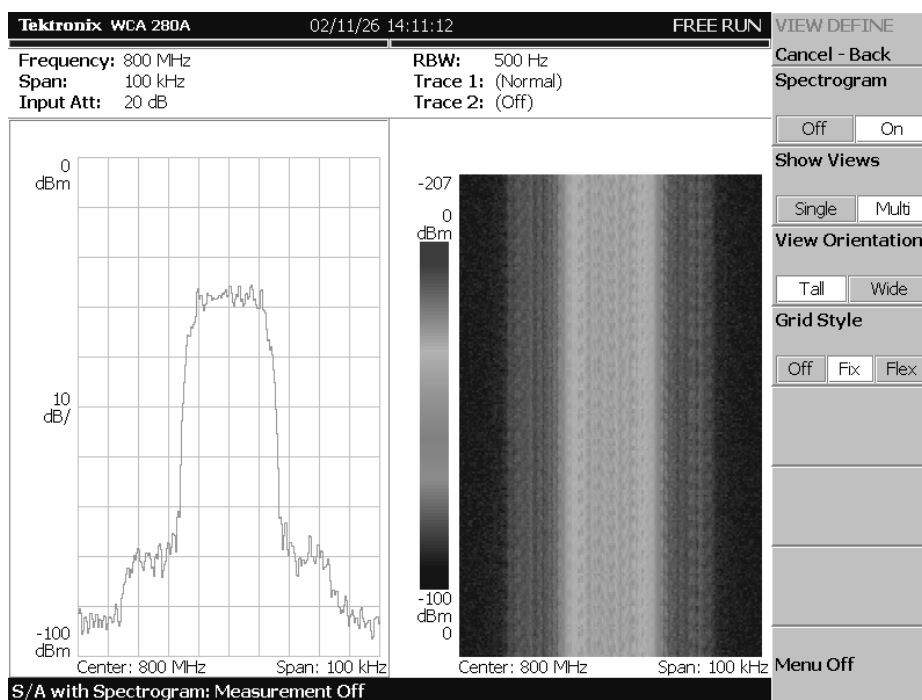 Tektronix WCA 280A 02/11/26 14:11:12 FREE RUN
Frequency: 800 MHz
Span: 100 kHz
Input Att: 20 dB
RBW: 500 Hz
Trace 1: (Normal)
Trace 2: (Off)
0
dBm
10
dB/
-100
dBm
Center: 800 MHz Span: 100 kHz
-207
0
dBm
-100
dBm
0
Center: 800 MHz Span: 100 kHz
S/A with Spectrogram: Measurement Off
VIEW DEFINE
Cancel - Back
Spectrogram
Off On
Show Views
Single Multi
View Orientation
Tall Wide
Grid Style
Off Fix Flex
Menu Off